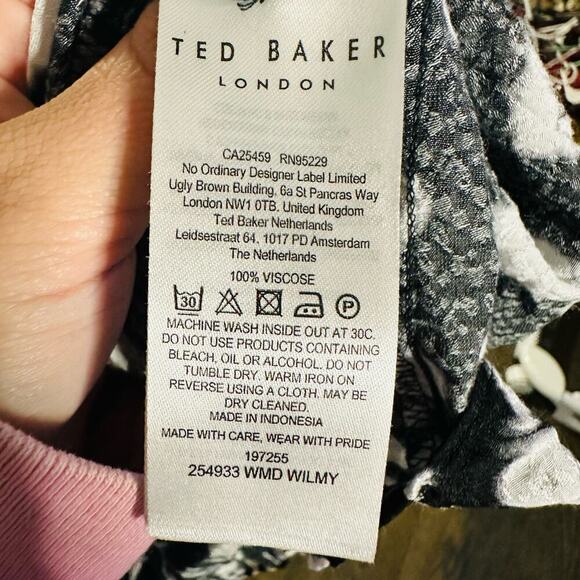 TED BAKER
LONDON
CA25459 RN95229
No Ordinary Designer Label Limited
Ugly Brown Building, 6a St Pancras Way
London NW1 0TB. United Kingdom
Ted Baker Netherlands
Leidsestraat 64, 1017 PD Amsterdam
The Netherlands
100% VISCOSE
30 P
MACHINE WASH INSIDE OUT AT 30C.
DO NOT USE PRODUCTS CONTAINING
BLEACH, OIL OR ALCOHOL. DO NOT
TUMBLE DRY. WARM IRON ON
REVERSE USING A CLOTH. MAY BE
DRY CLEANED.
MADE IN INDONESIA
MADE WITH CARE, WEAR WITH PRIDE
197255
254933 WMD WILMY